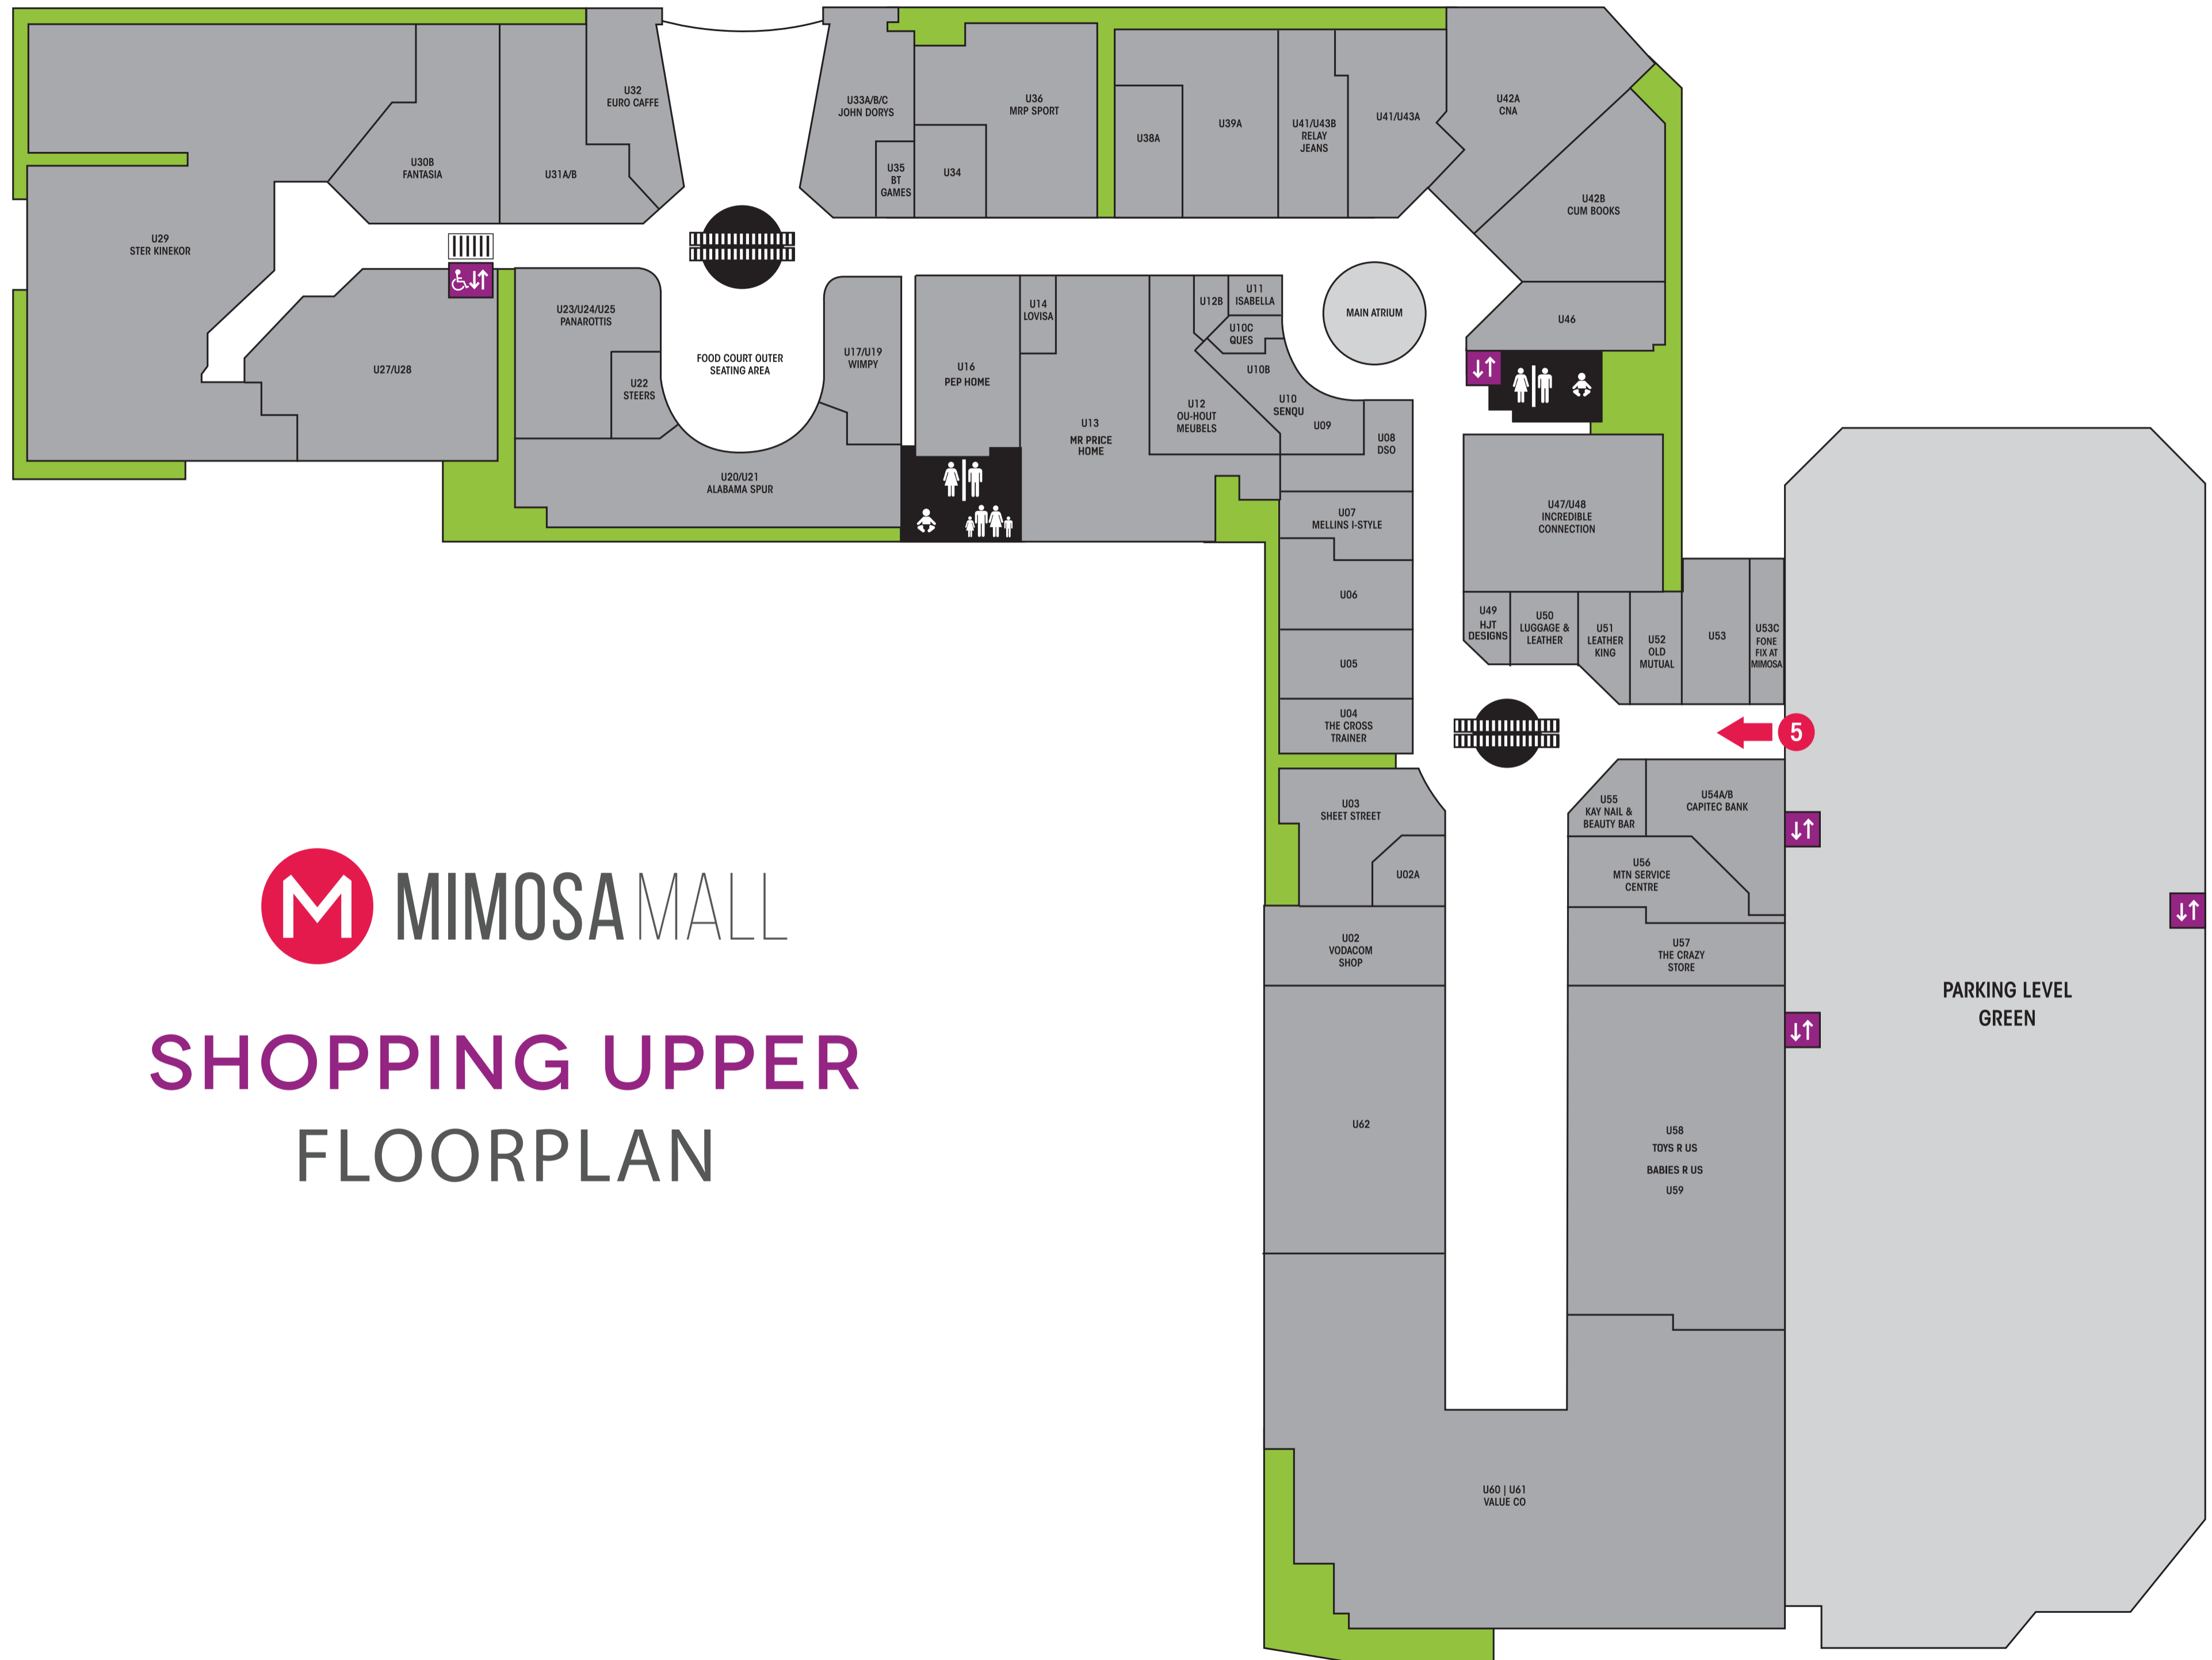 U32
EURO CAFFE
U33A/B/C
JOHN DORYS
U36
MRP SPORT
U35
BT
GAMES
U34
U38A
U39A
U41/U43B
RELAY
JEANS
U41/U43A
U42A
CNA
U42B
CUM BOOKS
U30B
FANTASIA
U31A/B
U29
STER KINEKOR
U27/U28
U23/U24/U25
PANAROTTIS
U22
STEERS
FOOD COURT OUTER
SEATING AREA
U17/U19
WIMPY
U20/U21
ALABAMA SPUR
U16
PEP HOME
U14
LOVISA
U13
MR PRICE
HOME
U12B
U11
ISABELLA
U10C
QUES
U10B
U12
OU-HOUT
MEUBELS
U10
SENQU
U09
U08
DSO
MAIN ATRIUM
U46
U07
MELLINS I-STYLE
U06
U05
U04
THE CROSS
TRAINER
U47/U48
INCREDIBLE
CONNECTION
U49
HJT
DESIGNS
U50
LUGGAGE &
LEATHER
U51
LEATHER
KING
U52
OLD
MUTUAL
U53
U53C
FONE
FIX AT
MIMOSA
5
U03
SHEET STREET
U02A
U02
VODACOM
SHOP
U55
KAY NAIL &
BEAUTY BAR
U54A/B
CAPITEC BANK
U56
MTN SERVICE
CENTRE
U57
THE CRAZY
STORE
U62
U58
TOYS R US
BABIES R US
U59
U60 | U61
VALUE CO
PARKING LEVEL
GREEN
M MIMOSA MALL
SHOPPING UPPER
FLOORPLAN